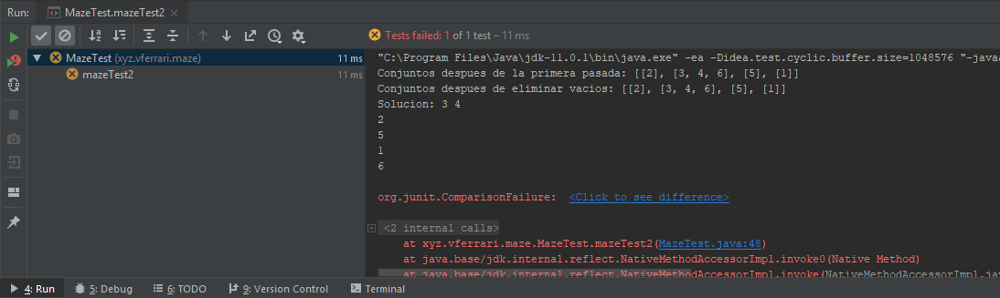 Run: MazeTest.mazeTest2
Tests failed: 1 of 1 test – 11 ms
MazeTest (xyz.vferrari.maze) 11 ms
mazeTest2 11 ms
"C:\Program Files\Java\jdk-11.0.1\bin\java.exe" -ea -Didea.test.cyclic.buffer.size=1048576 "-java
Conjuntos despues de la primera pasada: [[2], [3, 4, 6], [5], [1]]
Conjuntos despues de eliminar vacios: [[2], [3, 4, 6], [5], [1]]
Solucion: 3 4
2
5
1
6
org.junit.ComparisonFailure: <Click to see difference>
<2 internal calls>
at xyz.vferrari.maze.MazeTest.mazeTest2(MazeTest.java:48)
at java.base/jdk.internal.reflect.NativeMethodAccessorImpl.invoke0(Native Method)
at java.base/jdk.internal.reflect.NativeMethodAccessorImpl.invoke(NativeMethodAccessorImpl.jav
4: Run 5: Debug 6: TODO 9: Version Control Terminal